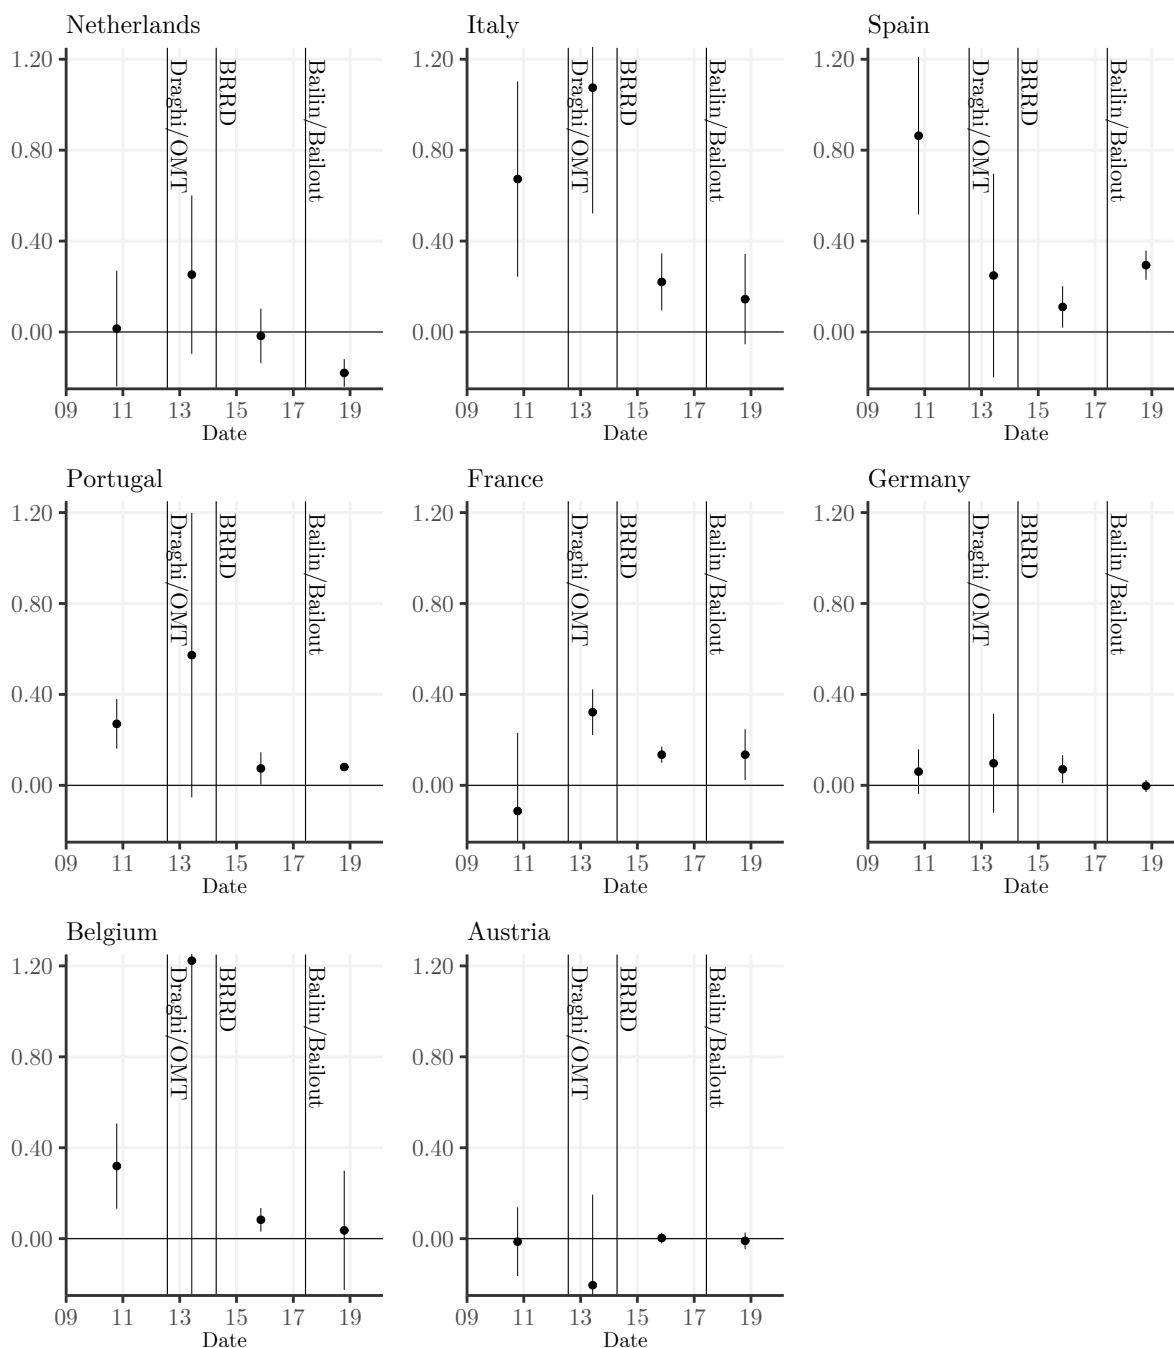 Netherlands
1.20
0.80
0.40
0.00
Draghi/OMT
BRRD
Bailin/Bailout
09 11 13 15 17 19
Date
Italy
1.20
0.80
0.40
0.00
Draghi/OMT
BRRD
Bailin/Bailout
09 11 13 15 17 19
Date
Spain
1.20
0.80
0.40
0.00
Draghi/OMT
BRRD
Bailin/Bailout
09 11 13 15 17 19
Date
Portugal
1.20
0.80
0.40
0.00
Draghi/OMT
BRRD
Bailin/Bailout
09 11 13 15 17 19
Date
France
1.20
0.80
0.40
0.00
Draghi/OMT
BRRD
Bailin/Bailout
09 11 13 15 17 19
Date
Germany
1.20
0.80
0.40
0.00
Draghi/OMT
BRRD
Bailin/Bailout
09 11 13 15 17 19
Date
Belgium
1.20
0.80
0.40
0.00
Draghi/OMT
BRRD
Bailin/Bailout
09 11 13 15 17 19
Date
Austria
1.20
0.80
0.40
0.00
Draghi/OMT
BRRD
Bailin/Bailout
09 11 13 15 17 19
Date